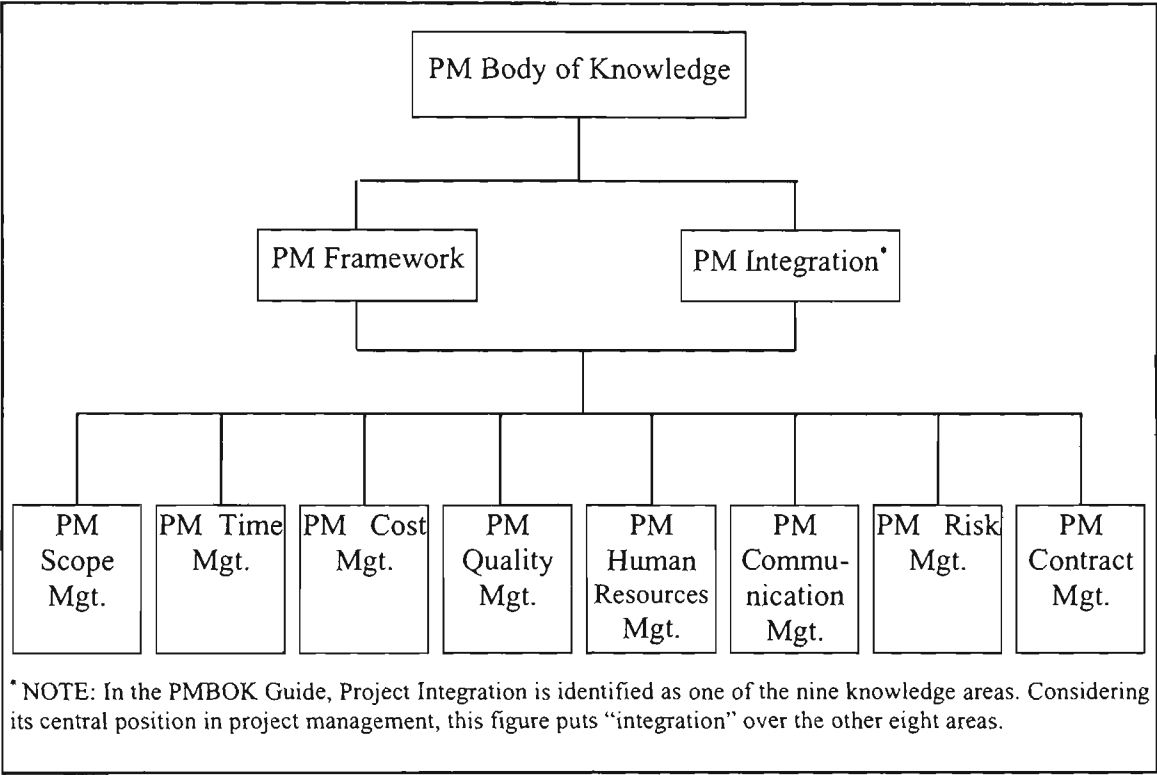 PM Body of Knowledge
PM Framework
PM Integration*
PM
Scope
Mgt.
PM Time
Mgt.
PM Cost
Mgt.
PM
Quality
Mgt.
PM
Human
Resources
Mgt.
PM
Commu-
nication
Mgt.
PM Risk
Mgt.
PM
Contract
Mgt.
* NOTE: In the PMBOK Guide, Project Integration is identified as one of the nine knowledge areas. Considering
its central position in project management, this figure puts “integration” over the other eight areas.